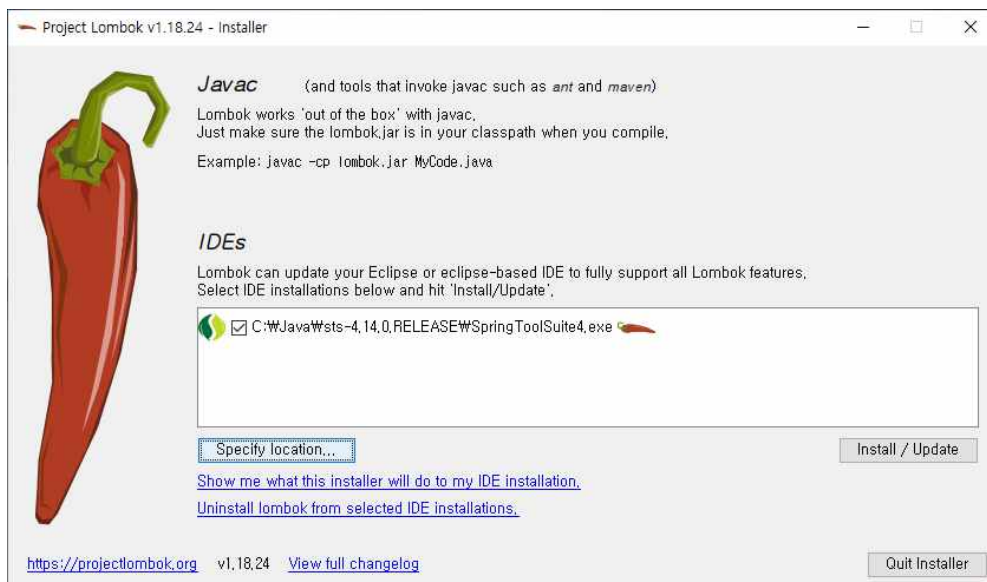 Project Lombok v1.18.24 - Installer
Javac (and tools that invoke javac such as ant and maven)
Lombok works 'out of the box' with javac,
Just make sure the lombok,jar is in your classpath when you compile,
Example: javac -cp lombok.jar MyCode.java
IDEs
Lombok can update your Eclipse or eclipse-based IDE to fully support all Lombok features,
Select IDE installations below and hit 'Install/Update',
C:₩Java₩sts-4,14,0,RELEASE₩SpringToolSuite4,exe
Specify location,,,
Install / Update
Show me what this installer will do to my IDE installation,
Uninstall lombok from selected IDE installations,
https://projectlombok,org v1,18,24 View full changelog
Quit Installer